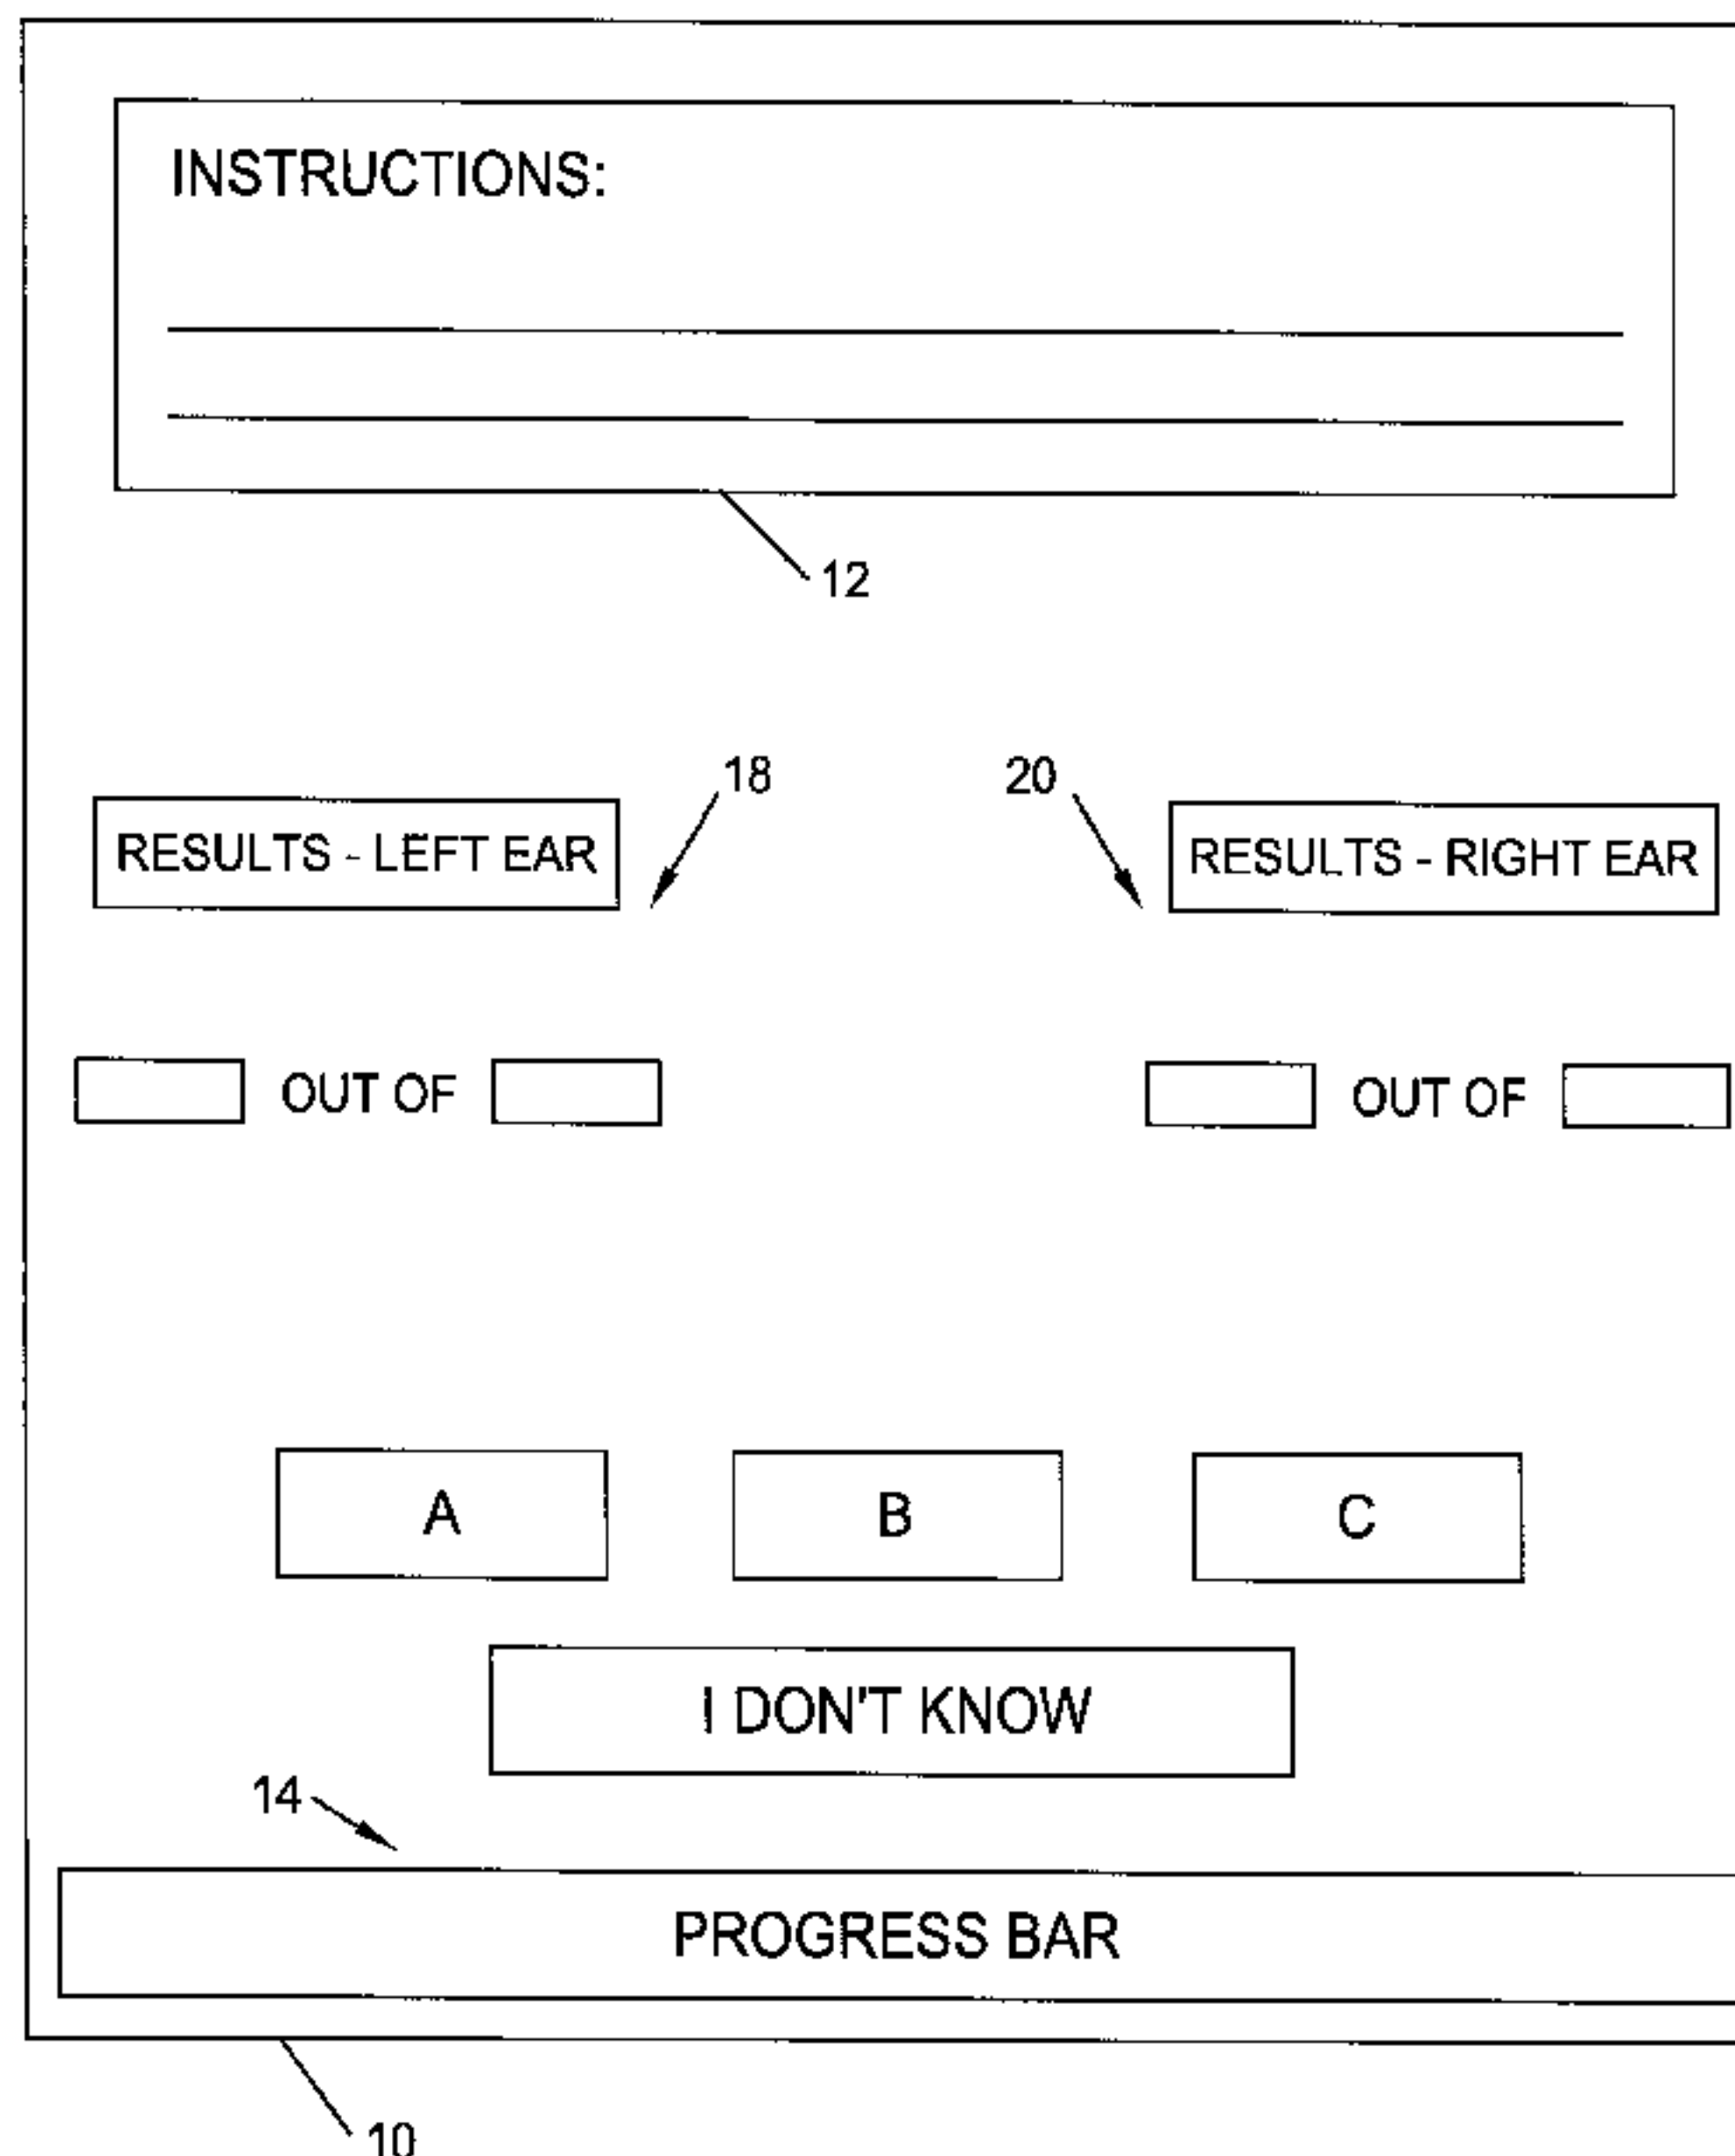 INSTRUCTIONS:
12
18
20
RESULTS - LEFT EAR
RESULTS - RIGHT EAR
OUT OF
OUT OF
A
B
C
I DON'T KNOW
14
PROGRESS BAR
10